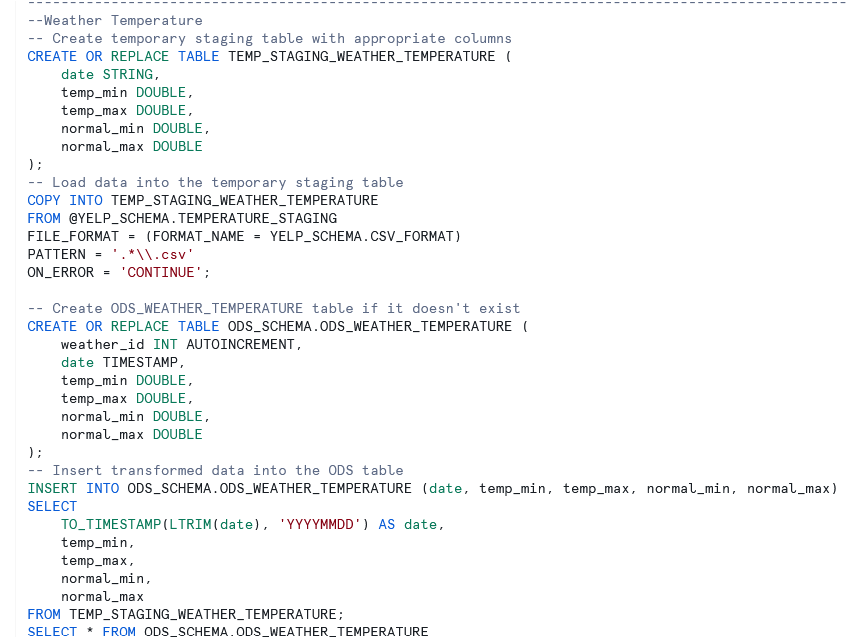 --------------------------------------------------------------------------------------------------
--Weather Temperature
-- Create temporary staging table with appropriate columns
CREATE OR REPLACE TABLE TEMP_STAGING_WEATHER_TEMPERATURE (
    date STRING,
    temp_min DOUBLE,
    temp_max DOUBLE,
    normal_min DOUBLE,
    normal_max DOUBLE
);
-- Load data into the temporary staging table
COPY INTO TEMP_STAGING_WEATHER_TEMPERATURE
FROM @YELP_SCHEMA.TEMPERATURE_STAGING
FILE_FORMAT = (FORMAT_NAME = YELP_SCHEMA.CSV_FORMAT)
PATTERN = '.*\\.csv'
ON_ERROR = 'CONTINUE';

-- Create ODS_WEATHER_TEMPERATURE table if it doesn't exist
CREATE OR REPLACE TABLE ODS_SCHEMA.ODS_WEATHER_TEMPERATURE (
    weather_id INT AUTOINCREMENT,
    date TIMESTAMP,
    temp_min DOUBLE,
    temp_max DOUBLE,
    normal_min DOUBLE,
    normal_max DOUBLE
);
-- Insert transformed data into the ODS table
INSERT INTO ODS_SCHEMA.ODS_WEATHER_TEMPERATURE (date, temp_min, temp_max, normal_min, normal_max)
SELECT
    TO_TIMESTAMP(LTRIM(date), 'YYYYMMDD') AS date,
    temp_min,
    temp_max,
    normal_min,
    normal_max
FROM TEMP_STAGING_WEATHER_TEMPERATURE;
SELECT * FROM ODS_SCHEMA.ODS_WEATHER_TEMPERATURE